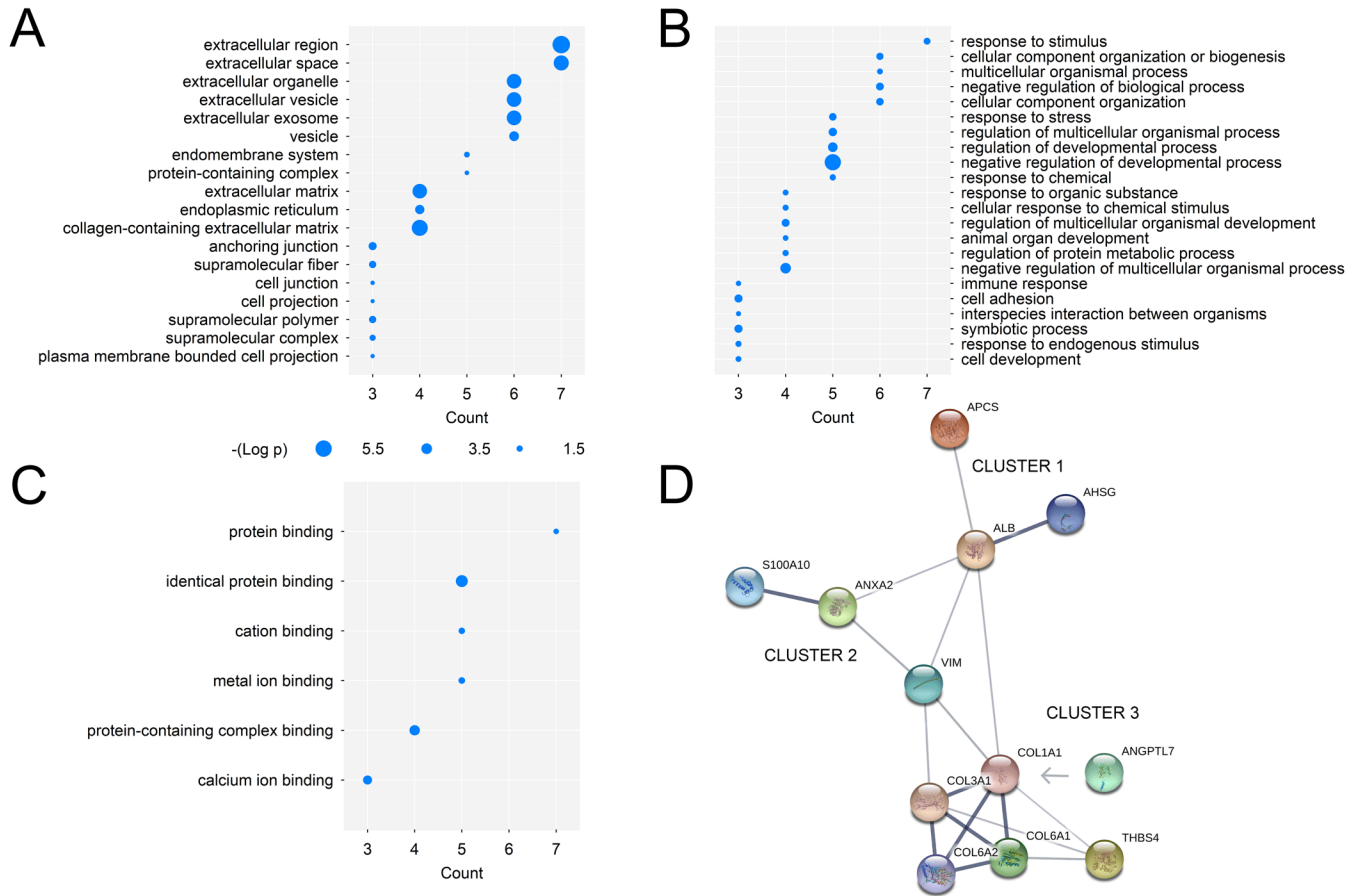 A
extracellular region
extracellular space
extracellular organelle
extracellular vesicle
extracellular exosome
vesicle
endomembrane system
protein-containing complex
extracellular matrix
endoplasmic reticulum
collagen-containing extracellular matrix
anchoring junction
supramolecular fiber
cell junction
cell projection
supramolecular polymer
supramolecular complex
plasma membrane bounded cell projection
3 4 5 6 7
Count
B
response to stimulus
cellular component organization or biogenesis
multicellular organismal process
negative regulation of biological process
cellular component organization
response to stress
regulation of multicellular organismal process
regulation of developmental process
negative regulation of developmental process
response to chemical
response to organic substance
cellular response to chemical stimulus
regulation of multicellular organismal development
animal organ development
regulation of protein metabolic process
negative regulation of multicellular organismal process
immune response
cell adhesion
interspecies interaction between organisms
symbiotic process
response to endogenous stimulus
cell development
3 4 5 6 7
Count
-(Log p) 5.5 3.5 1.5
C
protein binding
identical protein binding
cation binding
metal ion binding
protein-containing complex binding
calcium ion binding
3 4 5 6 7
Count
D
APCS
CLUSTER 1
AHSG
ALB
S100A10
ANXA2
CLUSTER 2
VIM
CLUSTER 3
COL1A1
ANGPTL7
COL3A1
COL6A1
THBS4
COL6A2